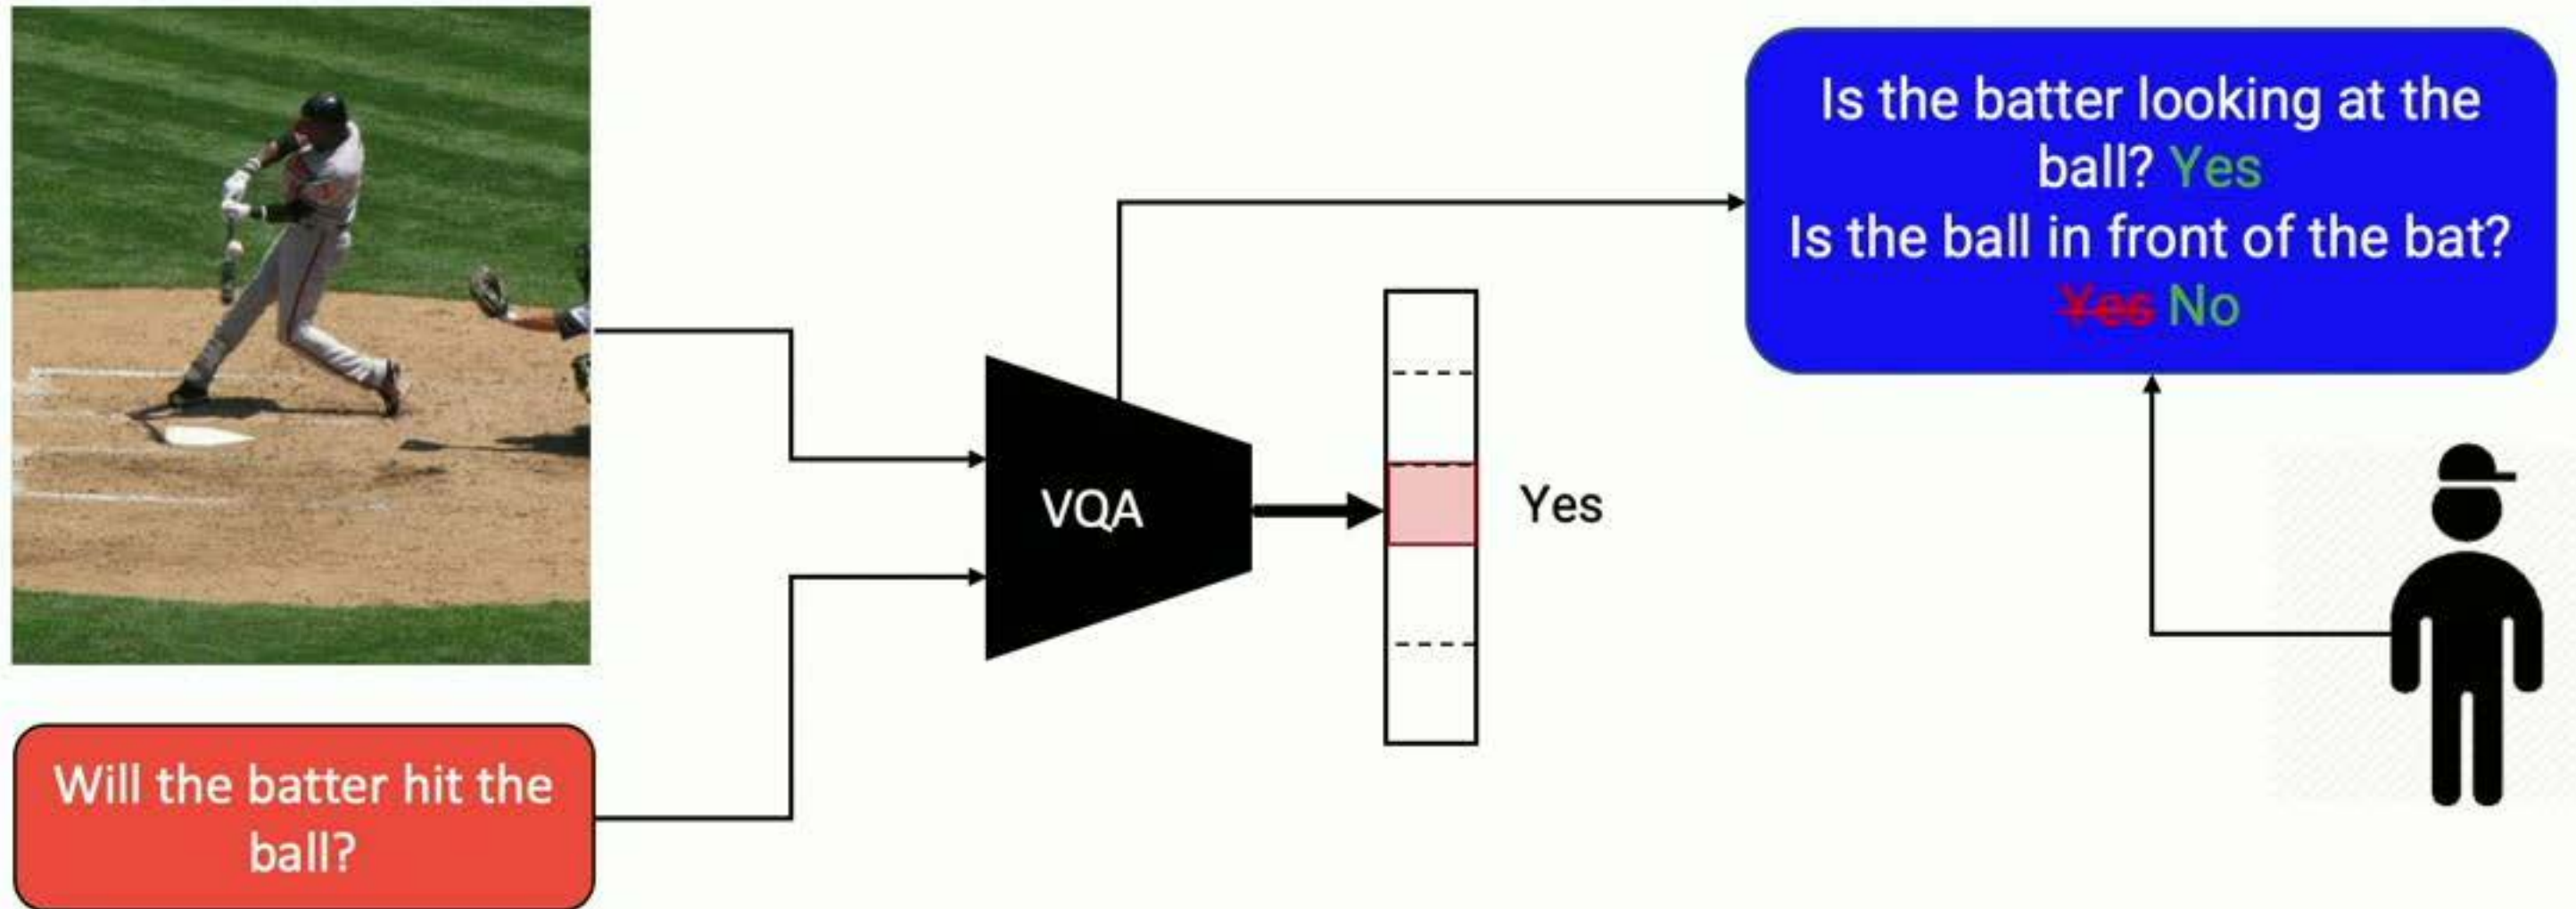 Will the batter hit the
ball?
VQA
Yes
Is the batter looking at the
ball? Yes
Is the ball in front of the bat?
Yes No